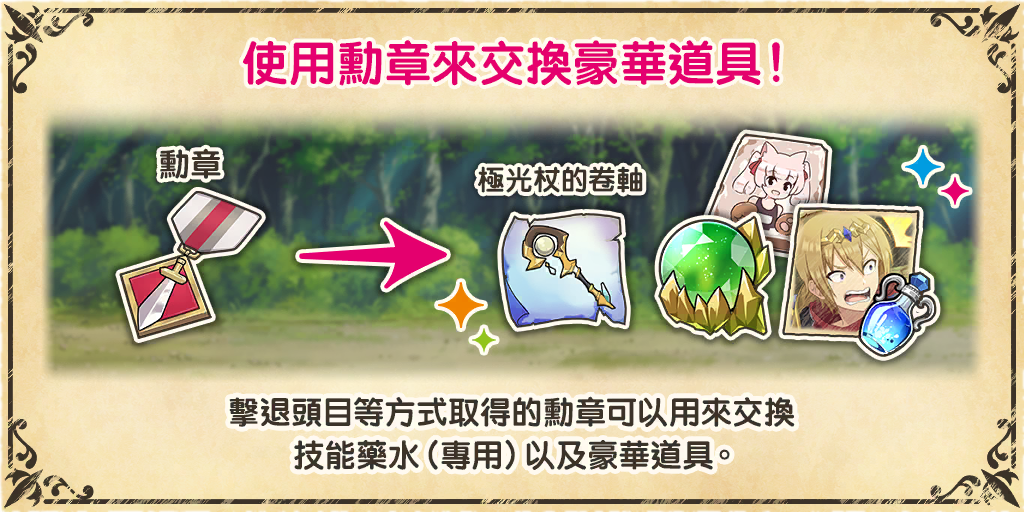 使用勳章來交換豪華道具！
勳章
極光杖的卷軸
擊退頭目等方式取得的勳章可以用來交換
技能藥水（專用）以及豪華道具。